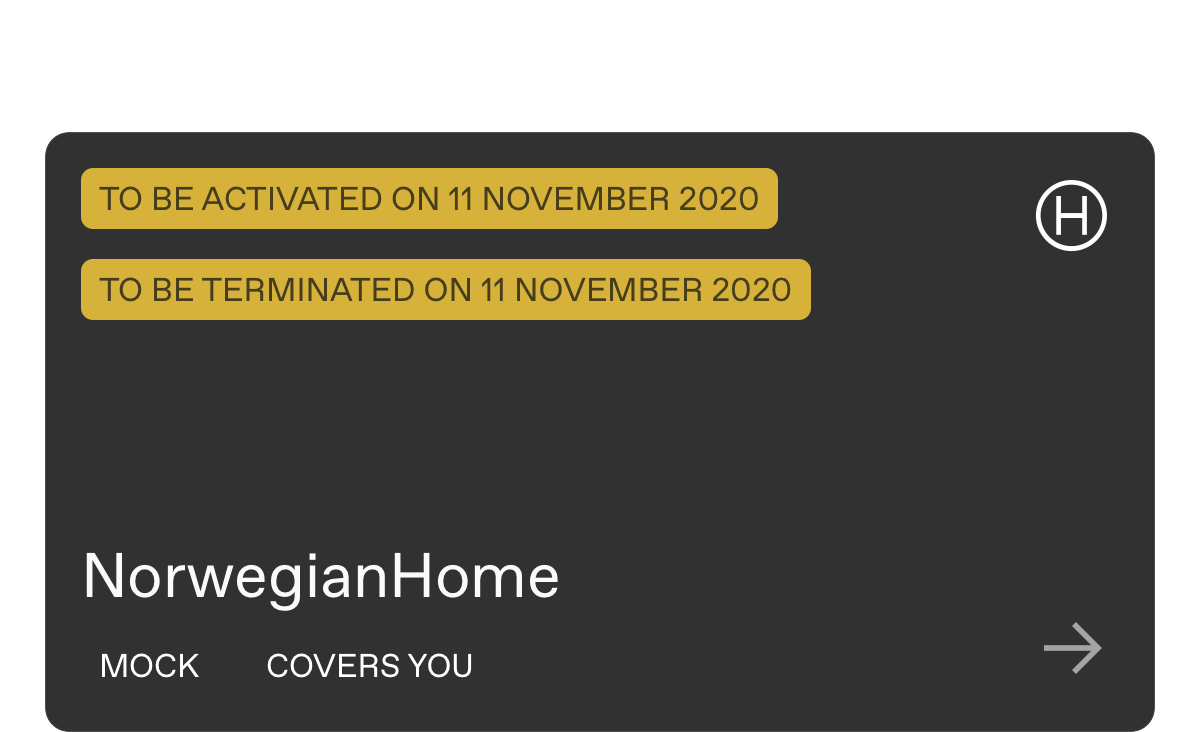 TO BE ACTIVATED ON 11 NOVEMBER 2020
H
TO BE TERMINATED ON 11 NOVEMBER 2020
NorwegianHome
MOCK COVERS YOU